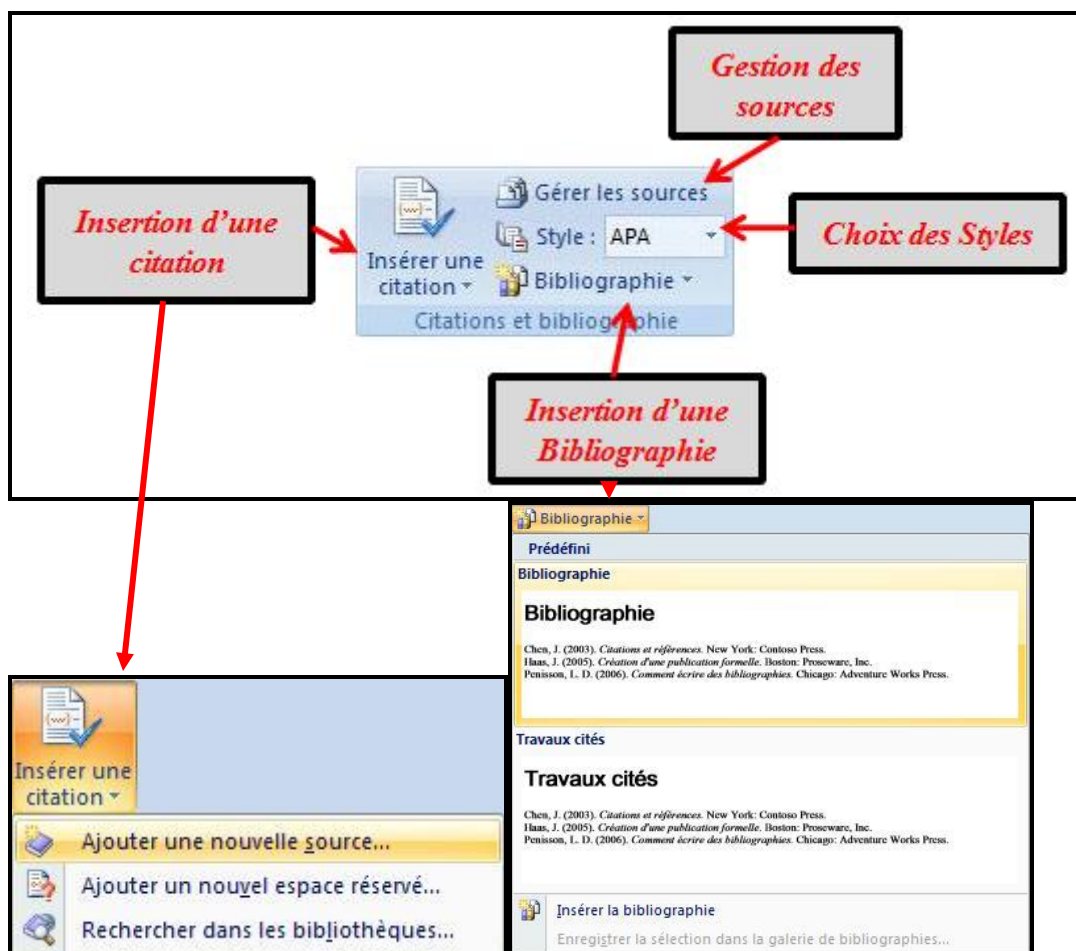 Gestion des
sources
Insertion d'une
citation
Gérer les sources
Style : APA
Insérer une
citation
Bibliographie
Citations et bibliographie
Choix des Styles
Insertion d'une
Bibliographie
Insérer une
citation
Ajouter une nouvelle source...
Ajouter un nouvel espace réservé...
Rechercher dans les bibliothèques...
Bibliographie
Prédéfini
Bibliographie
Bibliographie
Chen, J. (2003). Citations et références. New York: Contoso Press.
Haas, J. (2005). Création d'une publication formelle. Boston: Proseware, Inc.
Penisson, L. D. (2006). Comment écrire des bibliographies. Chicago: Adventure Works Press.
Travaux cités
Travaux cités
Chen, J. (2003). Citations et références. New York: Contoso Press.
Haas, J. (2005). Création d'une publication formelle. Boston: Proseware, Inc.
Penisson, L. D. (2006). Comment écrire des bibliographies. Chicago: Adventure Works Press.
Insérer la bibliographie
Enregistrer la sélection dans la galerie de bibliographies...